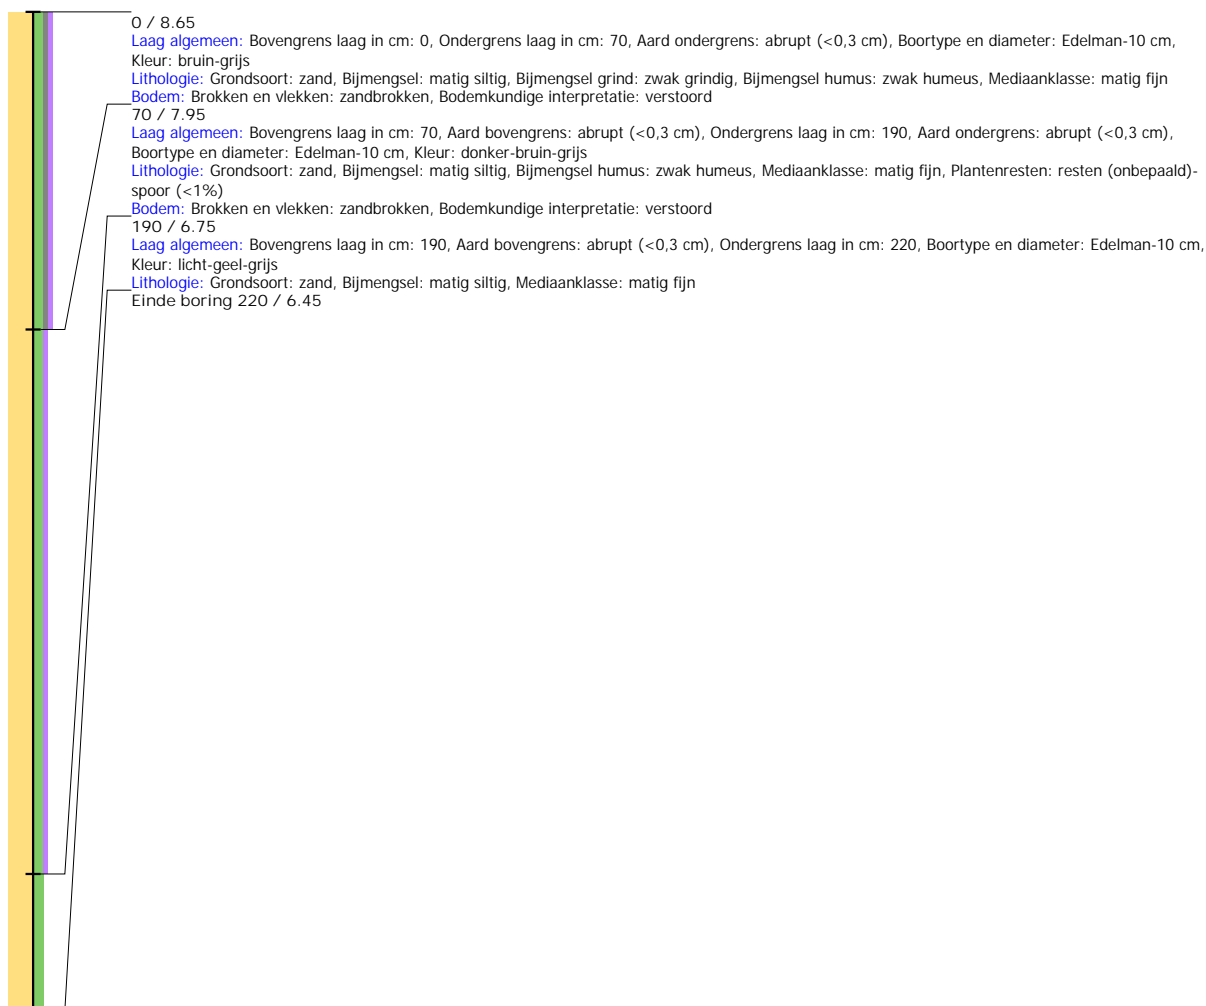 0 / 8.65
Laag algemeen: Bovengrens laag in cm: 0, Ondergrens laag in cm: 70, Aard ondergrens: abrupt (<0,3 cm), Boortype en diameter: Edelman-10 cm,
Kleur: bruin-grijs
Lithologie: Grondsoort: zand, Bijmengsel: matig siltig, Bijmengsel grind: zwak grindig, Bijmengsel humus: zwak humeus, Mediaanklasse: matig fijn
Bodem: Brokken en vlekken: zandbrokken, Bodemkundige interpretatie: verstoord
70 / 7.95
Laag algemeen: Bovengrens laag in cm: 70, Aard bovengrens: abrupt (<0,3 cm), Ondergrens laag in cm: 190, Aard ondergrens: abrupt (<0,3 cm),
Boortype en diameter: Edelman-10 cm, Kleur: donker-bruin-grijs
Lithologie: Grondsoort: zand, Bijmengsel: matig siltig, Bijmengsel humus: zwak humeus, Mediaanklasse: matig fijn, Plantenresten: resten (onbepaald)-
spoor (<1%)
Bodem: Brokken en vlekken: zandbrokken, Bodemkundige interpretatie: verstoord
190 / 6.75
Laag algemeen: Bovengrens laag in cm: 190, Aard bovengrens: abrupt (<0,3 cm), Ondergrens laag in cm: 220, Boortype en diameter: Edelman-10 cm,
Kleur: licht-geel-grijs
Lithologie: Grondsoort: zand, Bijmengsel: matig siltig, Mediaanklasse: matig fijn
Einde boring 220 / 6.45